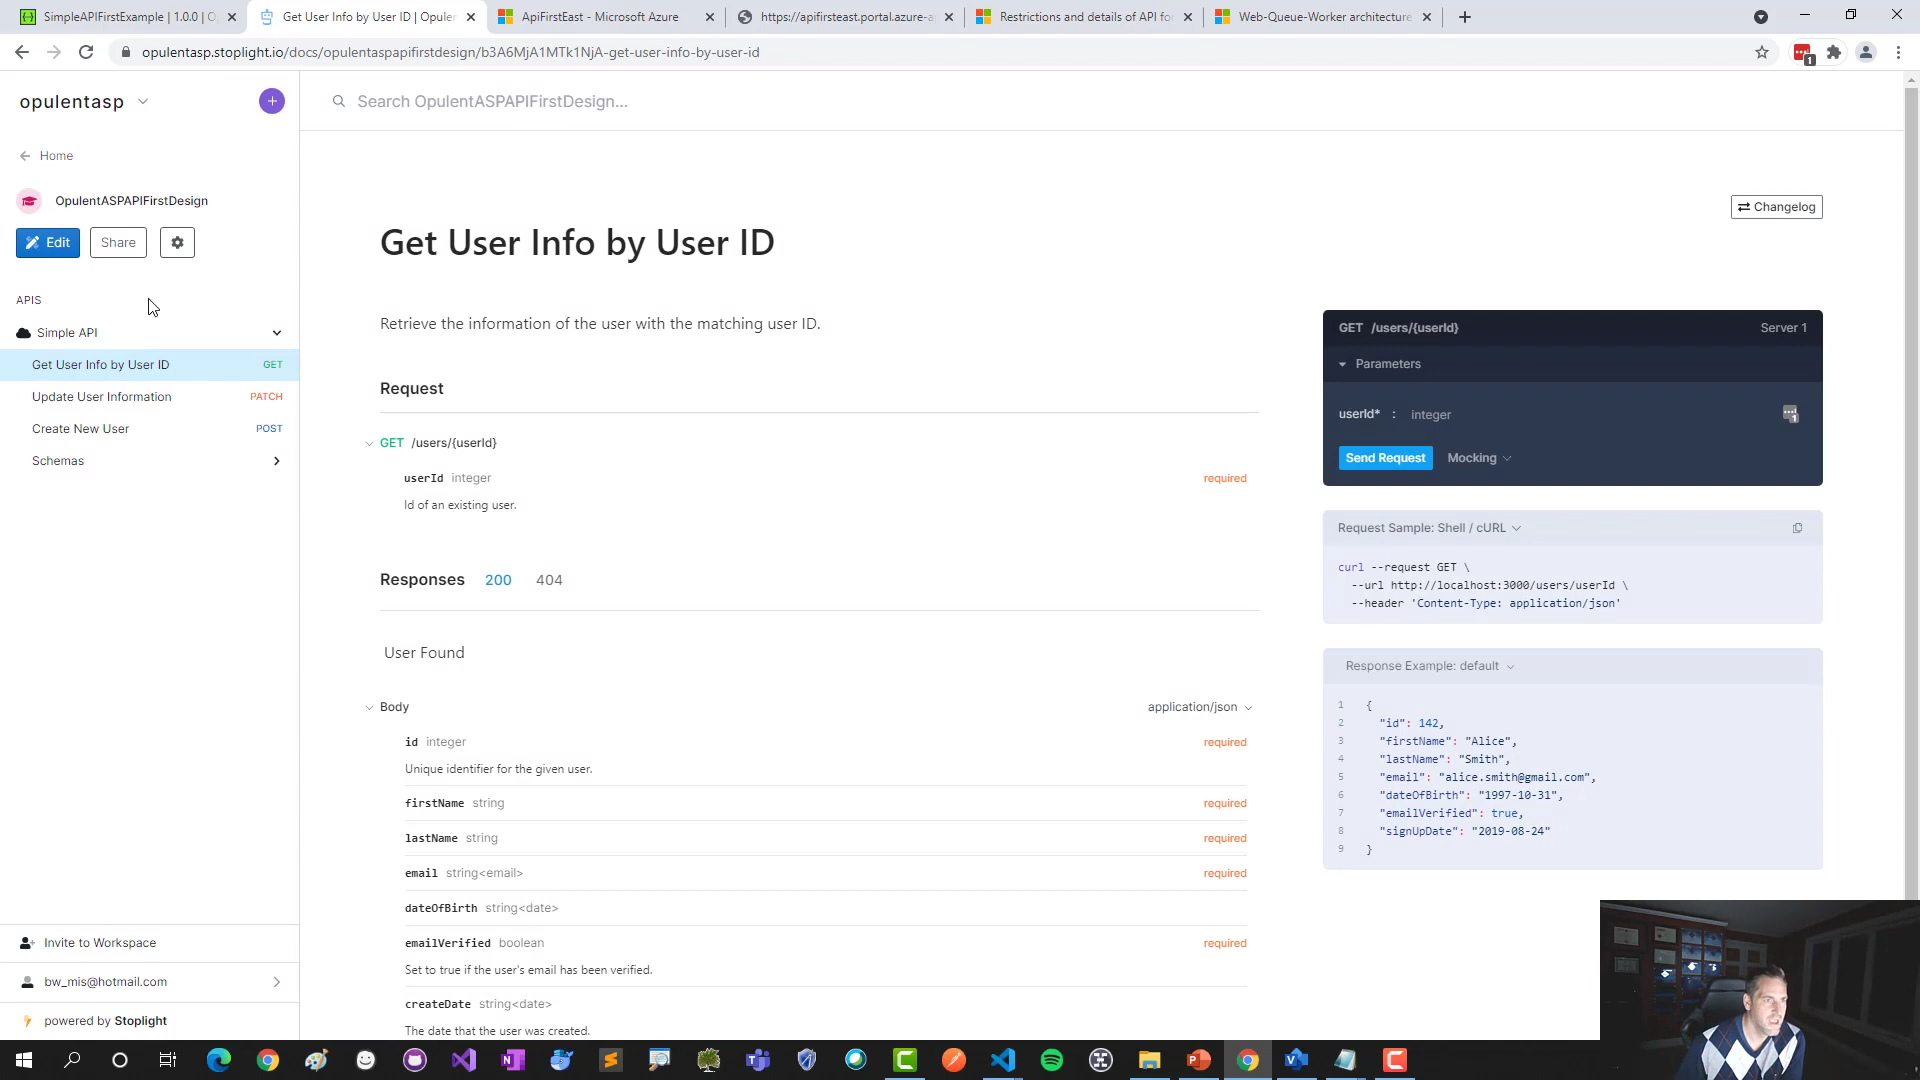 SimpleAPIFirstExample | 1.0.0 | O
Get User Info by User ID | Opulen
ApiFirstEast - Microsoft Azure
https://apifirsteast.portal.azure-a
Restrictions and details of API fo
Web-Queue-Worker architecture
opulentasp.stoplight.io/docs/opulentaspapifirstdesign/b3A6MjA1MTk1NjA-get-user-info-by-user-id
1
opulentasp
Search OpulentASPAPIFirstDesign...
Home
OpulentASPAPIFirstDesign
Edit
Share
APIS
Simple API
Get User Info by User ID GET
Update User Information PATCH
Create New User POST
Schemas
Invite to Workspace
bw_mis@hotmail.com
powered by Stoplight
Changelog
Get User Info by User ID
Retrieve the information of the user with the matching user ID.
Request
GET /users/{userId}
userId integer required
Id of an existing user.
Responses 200 404
User Found
Body application/json
id integer required
Unique identifier for the given user.
firstName string required
lastName string required
email string<email> required
dateOfBirth string<date>
emailVerified boolean required
Set to true if the user's email has been verified.
createDate string<date>
The date that the user was created.
GET /users/{userId} Server 1
Parameters
userId* : integer
1
Send Request Mocking
Request Sample: Shell / cURL
curl --request GET \
--url http://localhost:3000/users/userId \
--header 'Content-Type: application/json'
Response Example: default
1 {
2 "id": 142,
3 "firstName": "Alice",
4 "lastName": "Smith",
5 "email": "alice.smith@gmail.com",
6 "dateOfBirth": "1997-10-31",
7 "emailVerified": true,
8 "signUpDate": "2019-08-24"
9 }